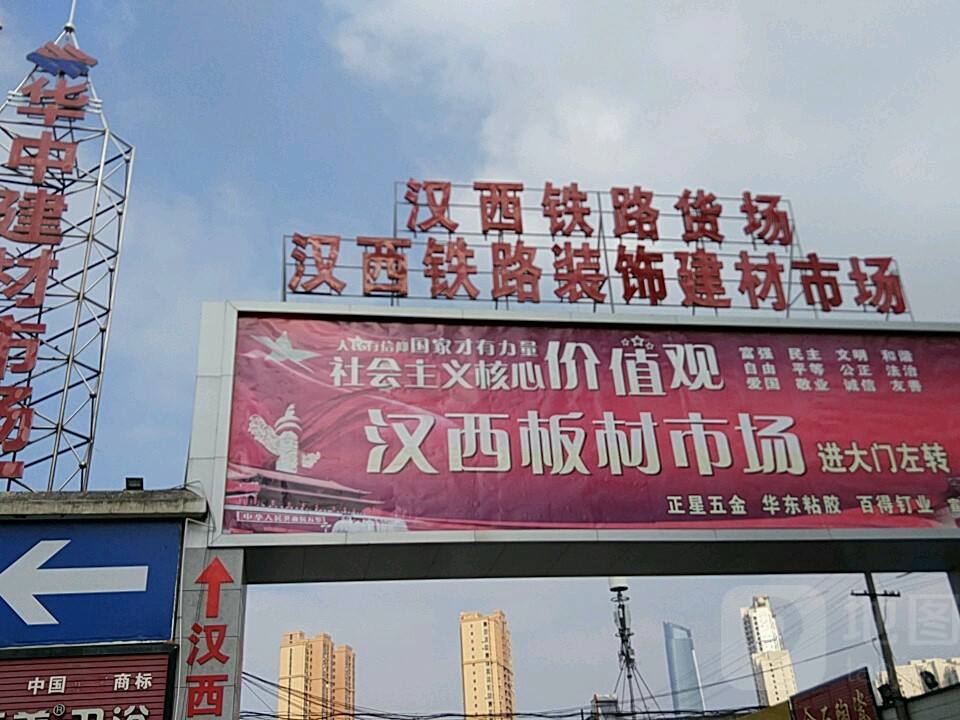 华中建材市场
汉西铁路货场
汉西铁路装饰建材市场
人民有信仰国家才有力量
社会主义核心价值观
富强 民主 文明 和谐
自由 平等 公正 法治
爱国 敬业 诚信 友善
汉西板材市场 进大门左转
正星五金 华东粘胶 百得钉业
汉西
中国 商标
卫浴
地图